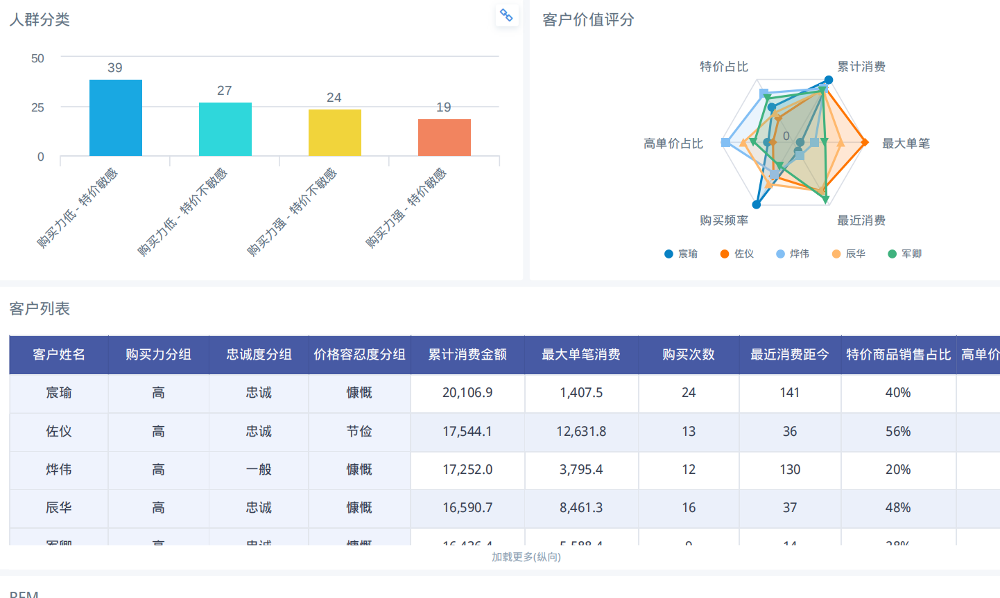 人群分类
50
39
27
25
24
19
0
购买力低 - 特价敏感
购买力低 - 特价不敏感
购买力强 - 特价不敏感
购买力强 - 特价敏感
客户价值评分
特价占比
累计消费
0
高单价占比
最大单笔
购买频率
最近消费
宸瑜 佐仪 烨伟 辰华 军卿
客户列表
客户姓名 购买力分组 忠诚度分组 价格容忍度分组 累计消费金额 最大单笔消费 购买次数 最近消费距今 特价商品销售占比 高单价
宸瑜 高 忠诚 慷慨 20,106.9 1,407.5 24 141 40%
佐仪 高 忠诚 节俭 17,544.1 12,631.8 13 36 56%
烨伟 高 一般 慷慨 17,252.0 3,795.4 12 130 20%
辰华 高 忠诚 慷慨 16,590.7 8,461.3 16 37 48%
军卿 高 忠诚 慷慨
加载更多(纵向)
RFM